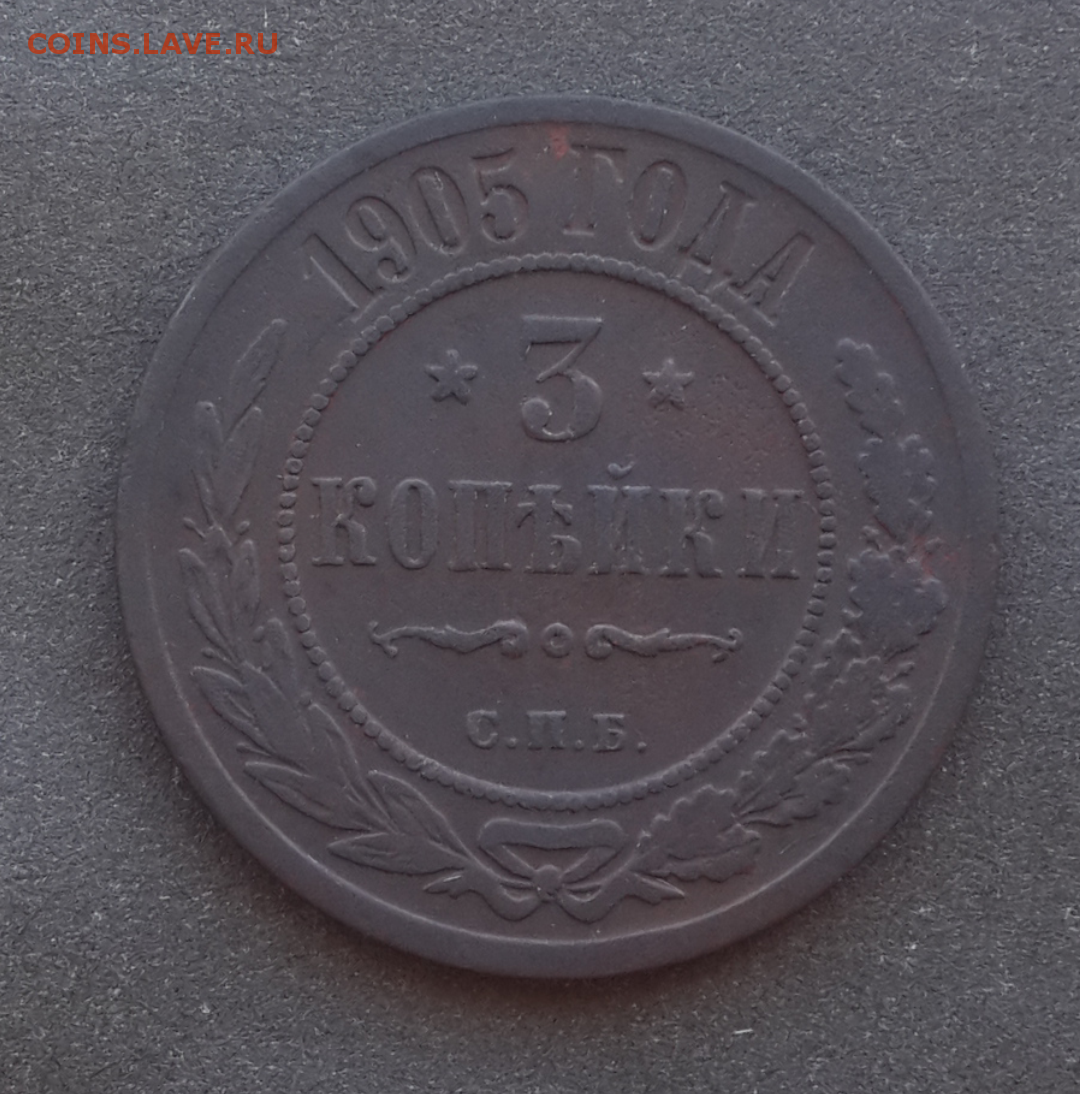 COINS.LAVE.RU
1905 ГОДА
3
КОПѢЙКИ
С.П.Б.